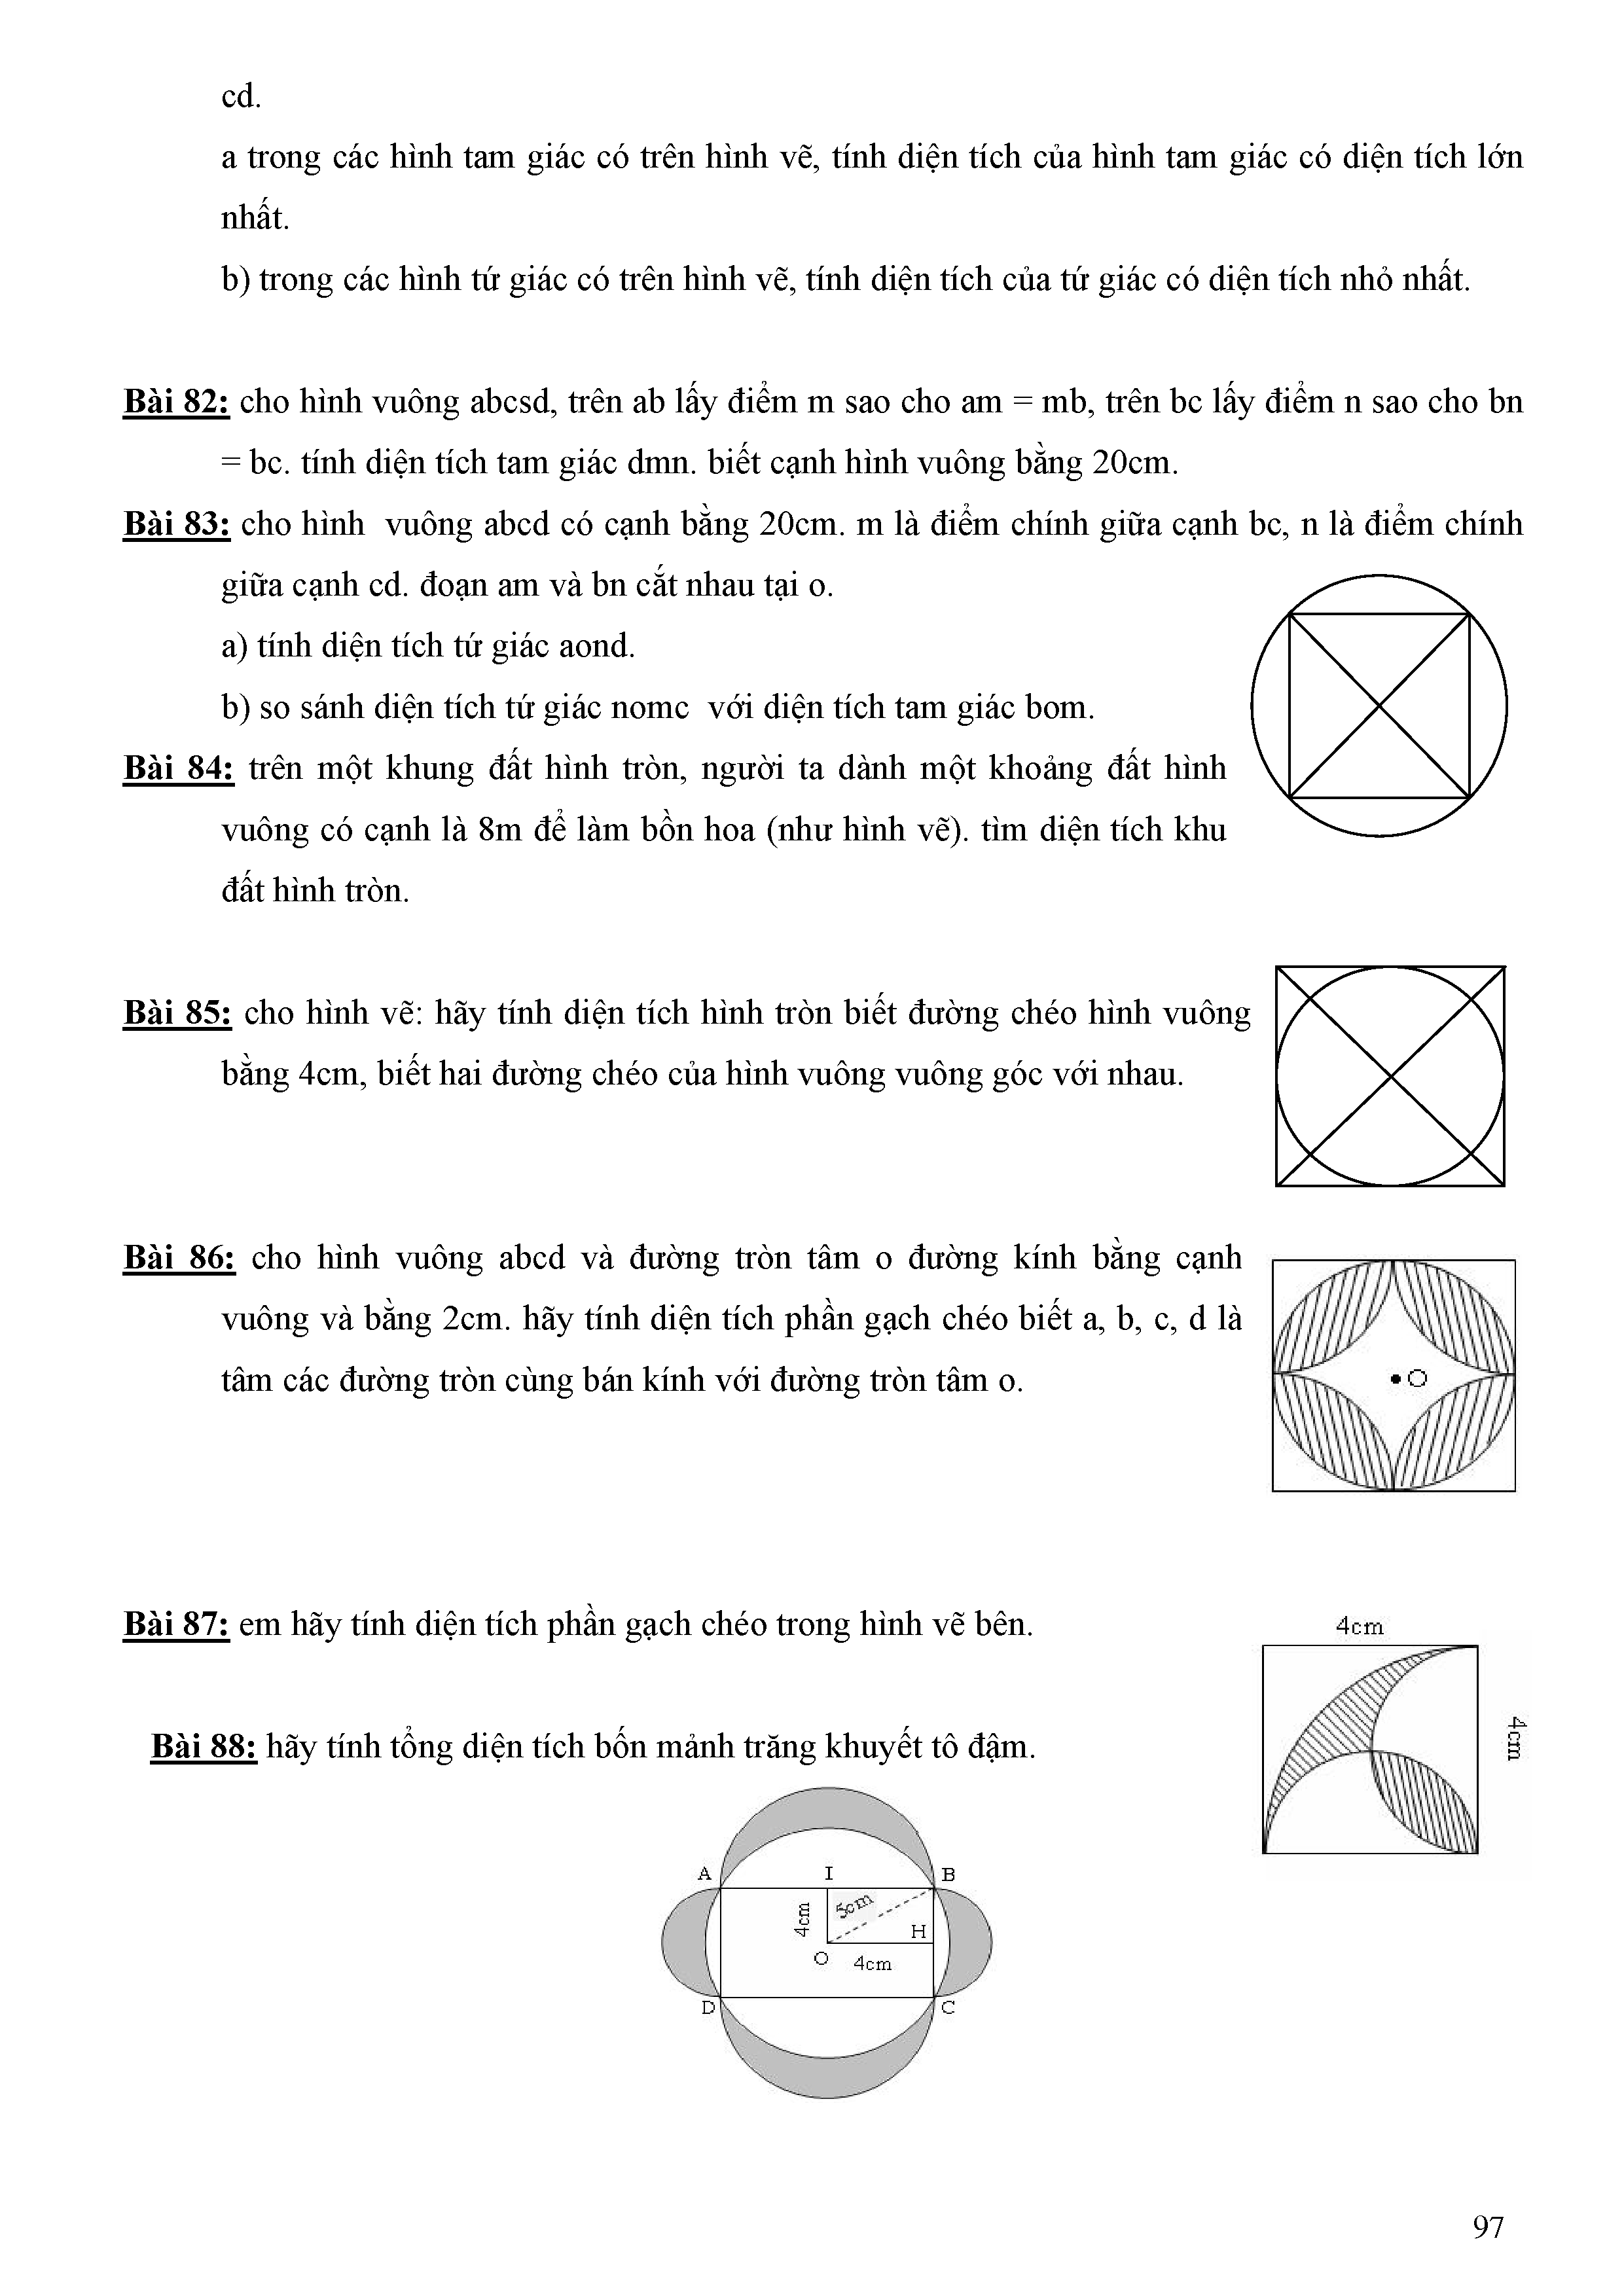 cd.
a trong các hình tam giác có trên hình vẽ, tính diện tích của hình tam giác có diện tích lớn
nhất.
b) trong các hình tứ giác có trên hình vẽ, tính diện tích của tứ giác có diện tích nhỏ nhất.
Bài 82: cho hình vuông abcsd, trên ab lấy điểm m sao cho am = mb, trên bc lấy điểm n sao cho bn
= bc. tính diện tích tam giác dmn. biết cạnh hình vuông bằng 20cm.
Bài 83: cho hình vuông abcd có cạnh bằng 20cm. m là điểm chính giữa cạnh bc, n là điểm chính
giữa cạnh cd. đoạn am và bn cắt nhau tại o.
a) tính diện tích tứ giác aond.
b) so sánh diện tích tứ giác nomc với diện tích tam giác bom.
Bài 84: trên một khung đất hình tròn, người ta dành một khoảng đất hình
vuông có cạnh là 8m để làm bồn hoa (như hình vẽ). tìm diện tích khu
đất hình tròn.
Bài 85: cho hình vẽ: hãy tính diện tích hình tròn biết đường chéo hình vuông
bằng 4cm, biết hai đường chéo của hình vuông vuông góc với nhau.
Bài 86: cho hình vuông abcd và đường tròn tâm o đường kính bằng cạnh
vuông và bằng 2cm. hãy tính diện tích phần gạch chéo biết a, b, c, d là
tâm các đường tròn cùng bán kính với đường tròn tâm o.
O
Bài 87: em hãy tính diện tích phần gạch chéo trong hình vẽ bên.
4cm
4cm
Bài 88: hãy tính tổng diện tích bốn mảnh trăng khuyết tô đậm.
A I B
4cm 5cm
H
O 4cm
D C
97